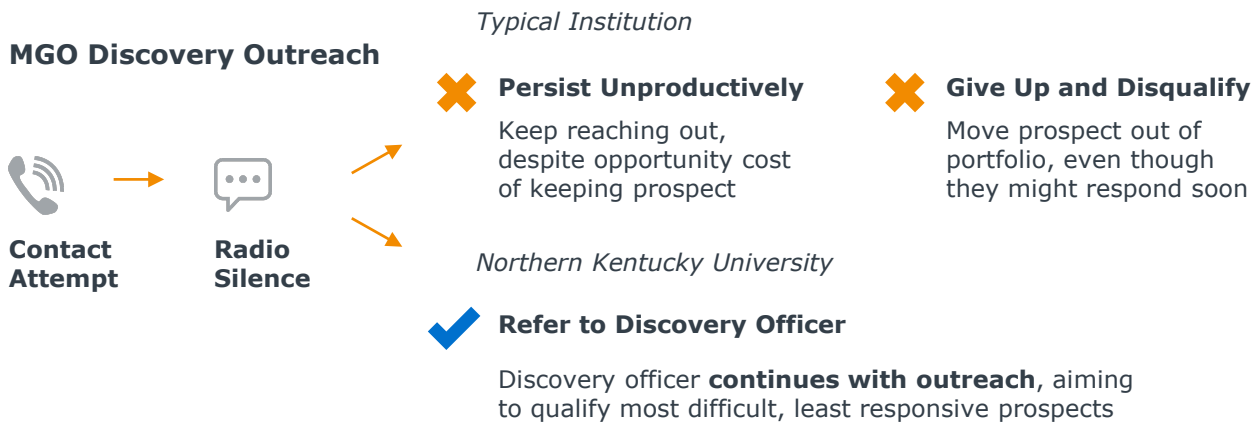 MGO Discovery Outreach
Contact
Attempt
Radio
Silence
Typical Institution
Persist Unproductively
Keep reaching out,
despite opportunity cost
of keeping prospect
Give Up and Disqualify
Move prospect out of
portfolio, even though
they might respond soon
Northern Kentucky University
Refer to Discovery Officer
Discovery officer continues with outreach, aiming
to qualify most difficult, least responsive prospects